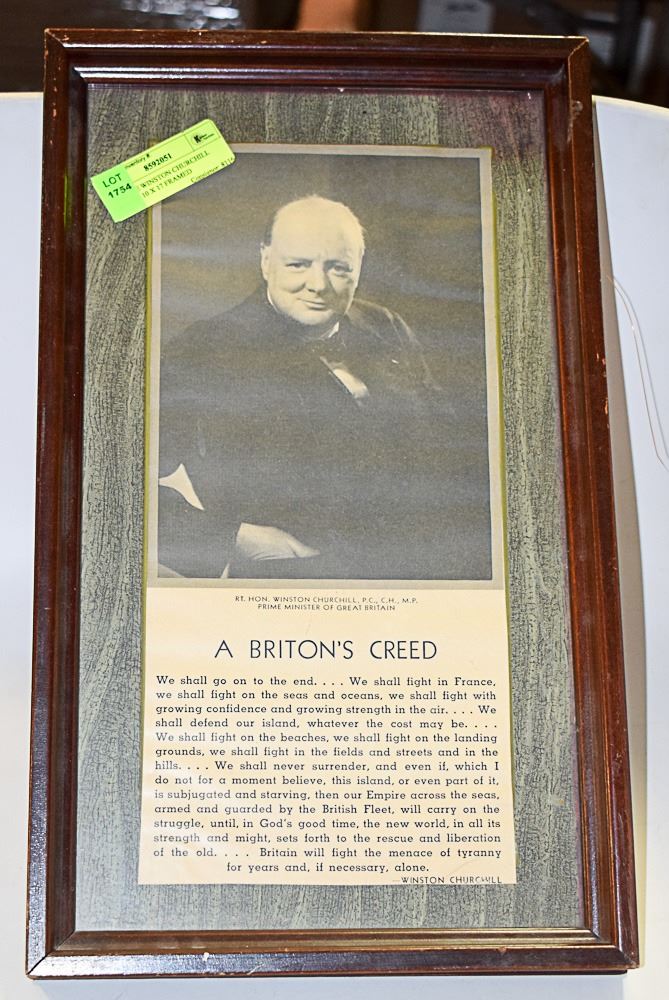 Inventory #:
8592051
LOT
1754
WINSTON CHURCHILL
10 X 17 FRAMED
Consignor #216
RT. HON. WINSTON CHURCHILL, P.C., C.H., M.P.
PRIME MINISTER OF GREAT BRITAIN
A BRITON'S CREED
We shall go on to the end. . . . We shall fight in France,
we shall fight on the seas and oceans, we shall fight with
growing confidence and growing strength in the air. . . . We
shall defend our island, whatever the cost may be. . . .
We shall fight on the beaches, we shall fight on the landing
grounds, we shall fight in the fields and streets and in the
hills. . . . We shall never surrender, and even if, which I
do not for a moment believe, this island, or even part of it,
is subjugated and starving, then our Empire across the seas,
armed and guarded by the British Fleet, will carry on the
struggle, until, in God's good time, the new world, in all its
strength and might, sets forth to the rescue and liberation
of the old. . . . Britain will fight the menace of tyranny
for years and, if necessary, alone.
—WINSTON CHURCHILL